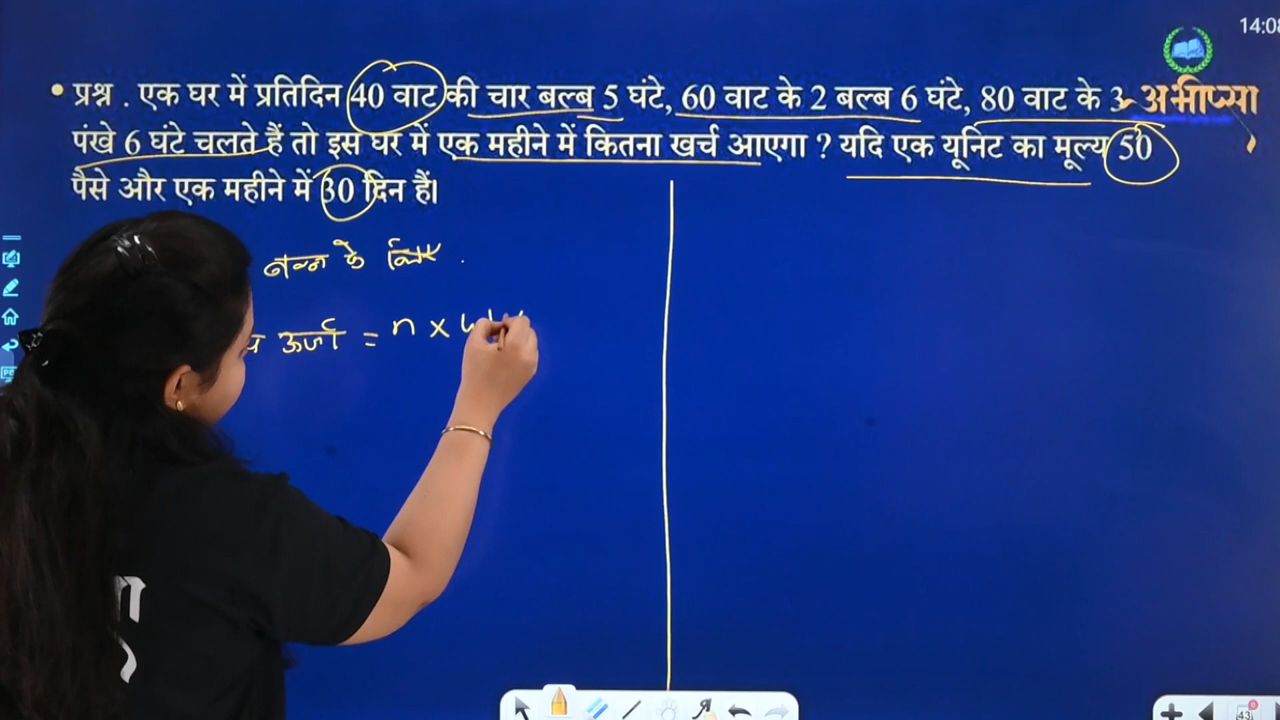 14:08
अभीप्सा
• प्रश्न . एक घर में प्रतिदिन 40 वाट की चार बल्ब 5 घंटे, 60 वाट के 2 बल्ब 6 घंटे, 80 वाट के 3
पंखे 6 घंटे चलते हैं तो इस घर में एक महीने में कितना खर्च आएगा ? यदि एक यूनिट का मूल्य 50
पैसे और एक महीने में 30 दिन हैं।
के लिए
ऊर्जा = n ×